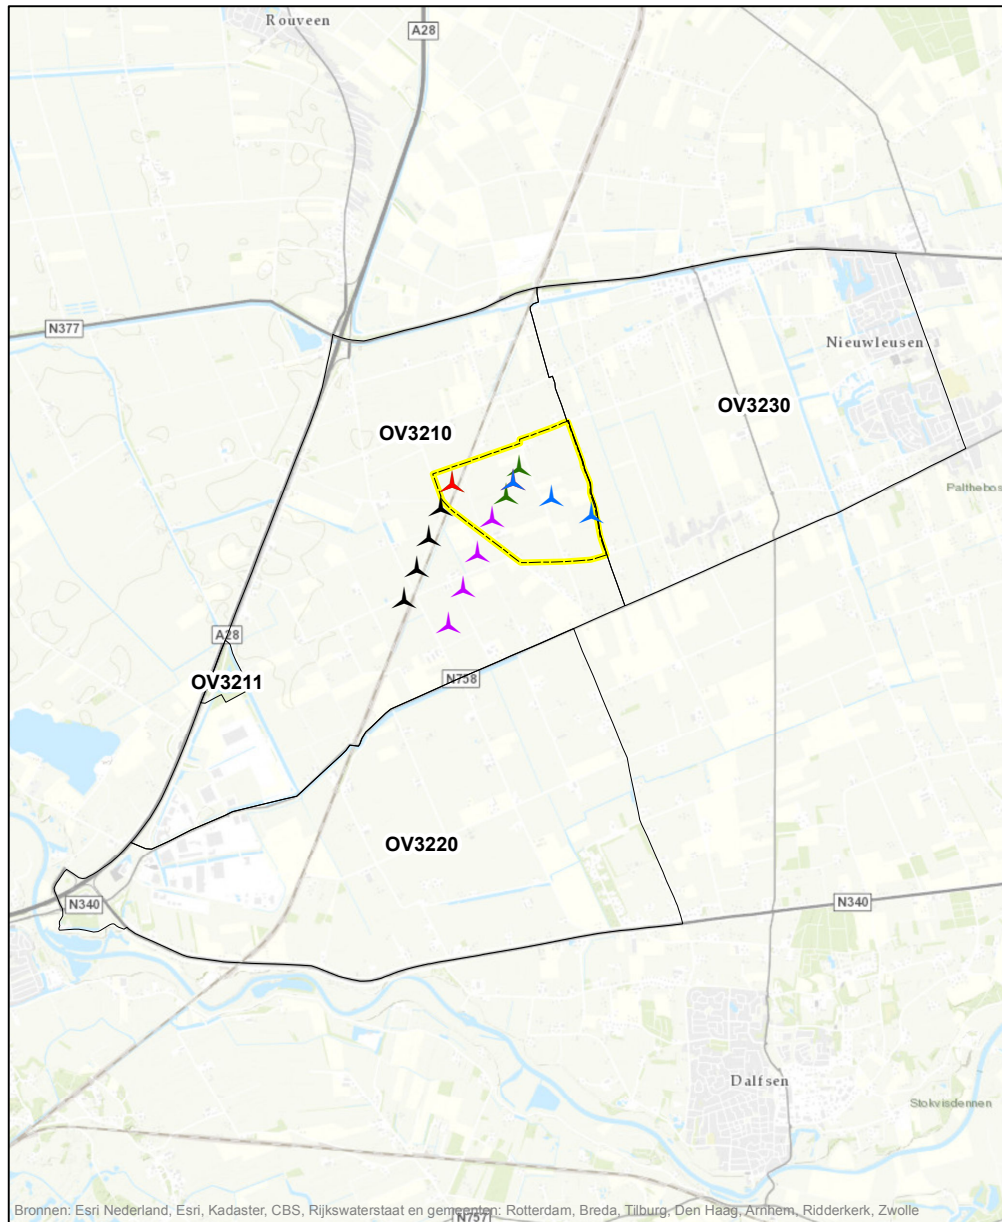 Rouveen
A28
N377
Nieuwleusen
OV3230
OV3210
Palthebos
A28
OV3211
N758
OV3220
N340
N340
Dalfsen
Stokvisdennen
Bronnen: Esri Nederland, Esri, Kadaster, CBS, Rijkswaterstaat en gemeenten: Rotterdam, Breda, Tilburg, Den Haag, Arnhem, Ridderkerk, Zwolle
N757